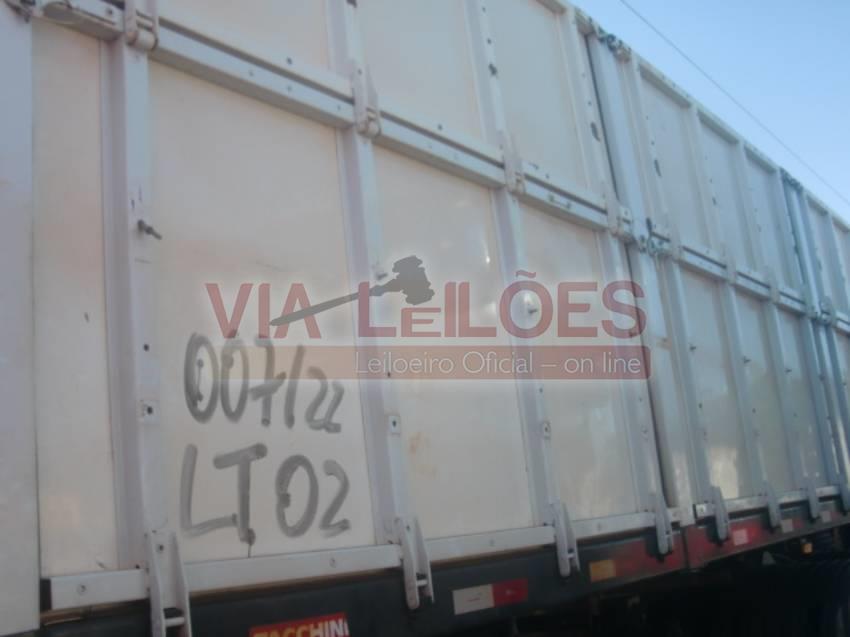 VIA LEILÕES
Leiloeiro Oficial – on line
007/22
LT02
FACCHINI